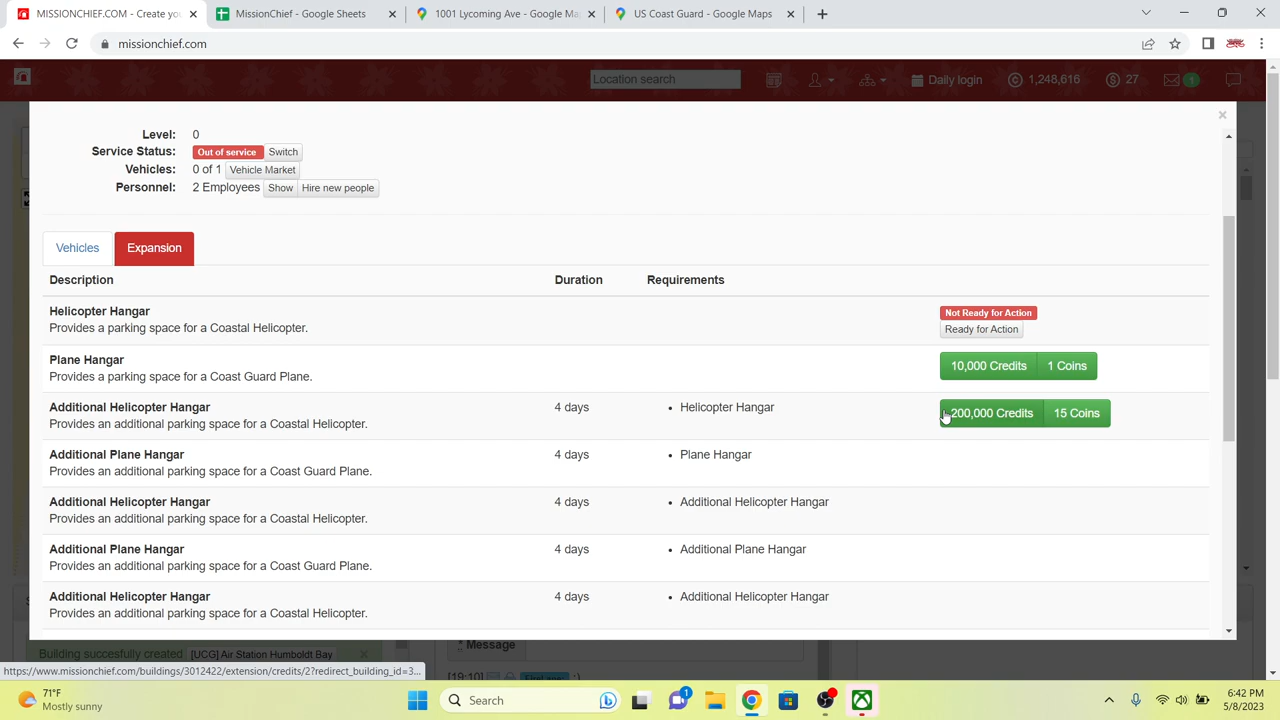 MISSIONCHIEF.COM - Create yo
MissionChief - Google Sheets
1001 Lycoming Ave - Google Ma
US Coast Guard - Google Maps
missionchief.com
Location search
Daily login
1,248,616
27
1
Level: 0
Service Status: Out of service Switch
Vehicles: 0 of 1 Vehicle Market
Personnel: 2 Employees Show Hire new people
Vehicles Expansion
Description Duration Requirements
Helicopter Hangar
Provides a parking space for a Coastal Helicopter.
Not Ready for Action
Ready for Action
Plane Hangar
Provides a parking space for a Coast Guard Plane.
10,000 Credits 1 Coins
Additional Helicopter Hangar 4 days • Helicopter Hangar
Provides an additional parking space for a Coastal Helicopter.
200,000 Credits 15 Coins
Additional Plane Hangar 4 days • Plane Hangar
Provides an additional parking space for a Coast Guard Plane.
Additional Helicopter Hangar 4 days • Additional Helicopter Hangar
Provides an additional parking space for a Coastal Helicopter.
Additional Plane Hangar 4 days • Additional Plane Hangar
Provides an additional parking space for a Coast Guard Plane.
Additional Helicopter Hangar 4 days • Additional Helicopter Hangar
Provides an additional parking space for a Coastal Helicopter.
Building succesfully created [UCG] Air Station Humboldt Bay
Message
[19:10]
https://www.missionchief.com/buildings/3012422/extension/credits/2?redirect_building_id=3...
71°F
Mostly sunny
Search
1
6:42 PM
5/8/2023